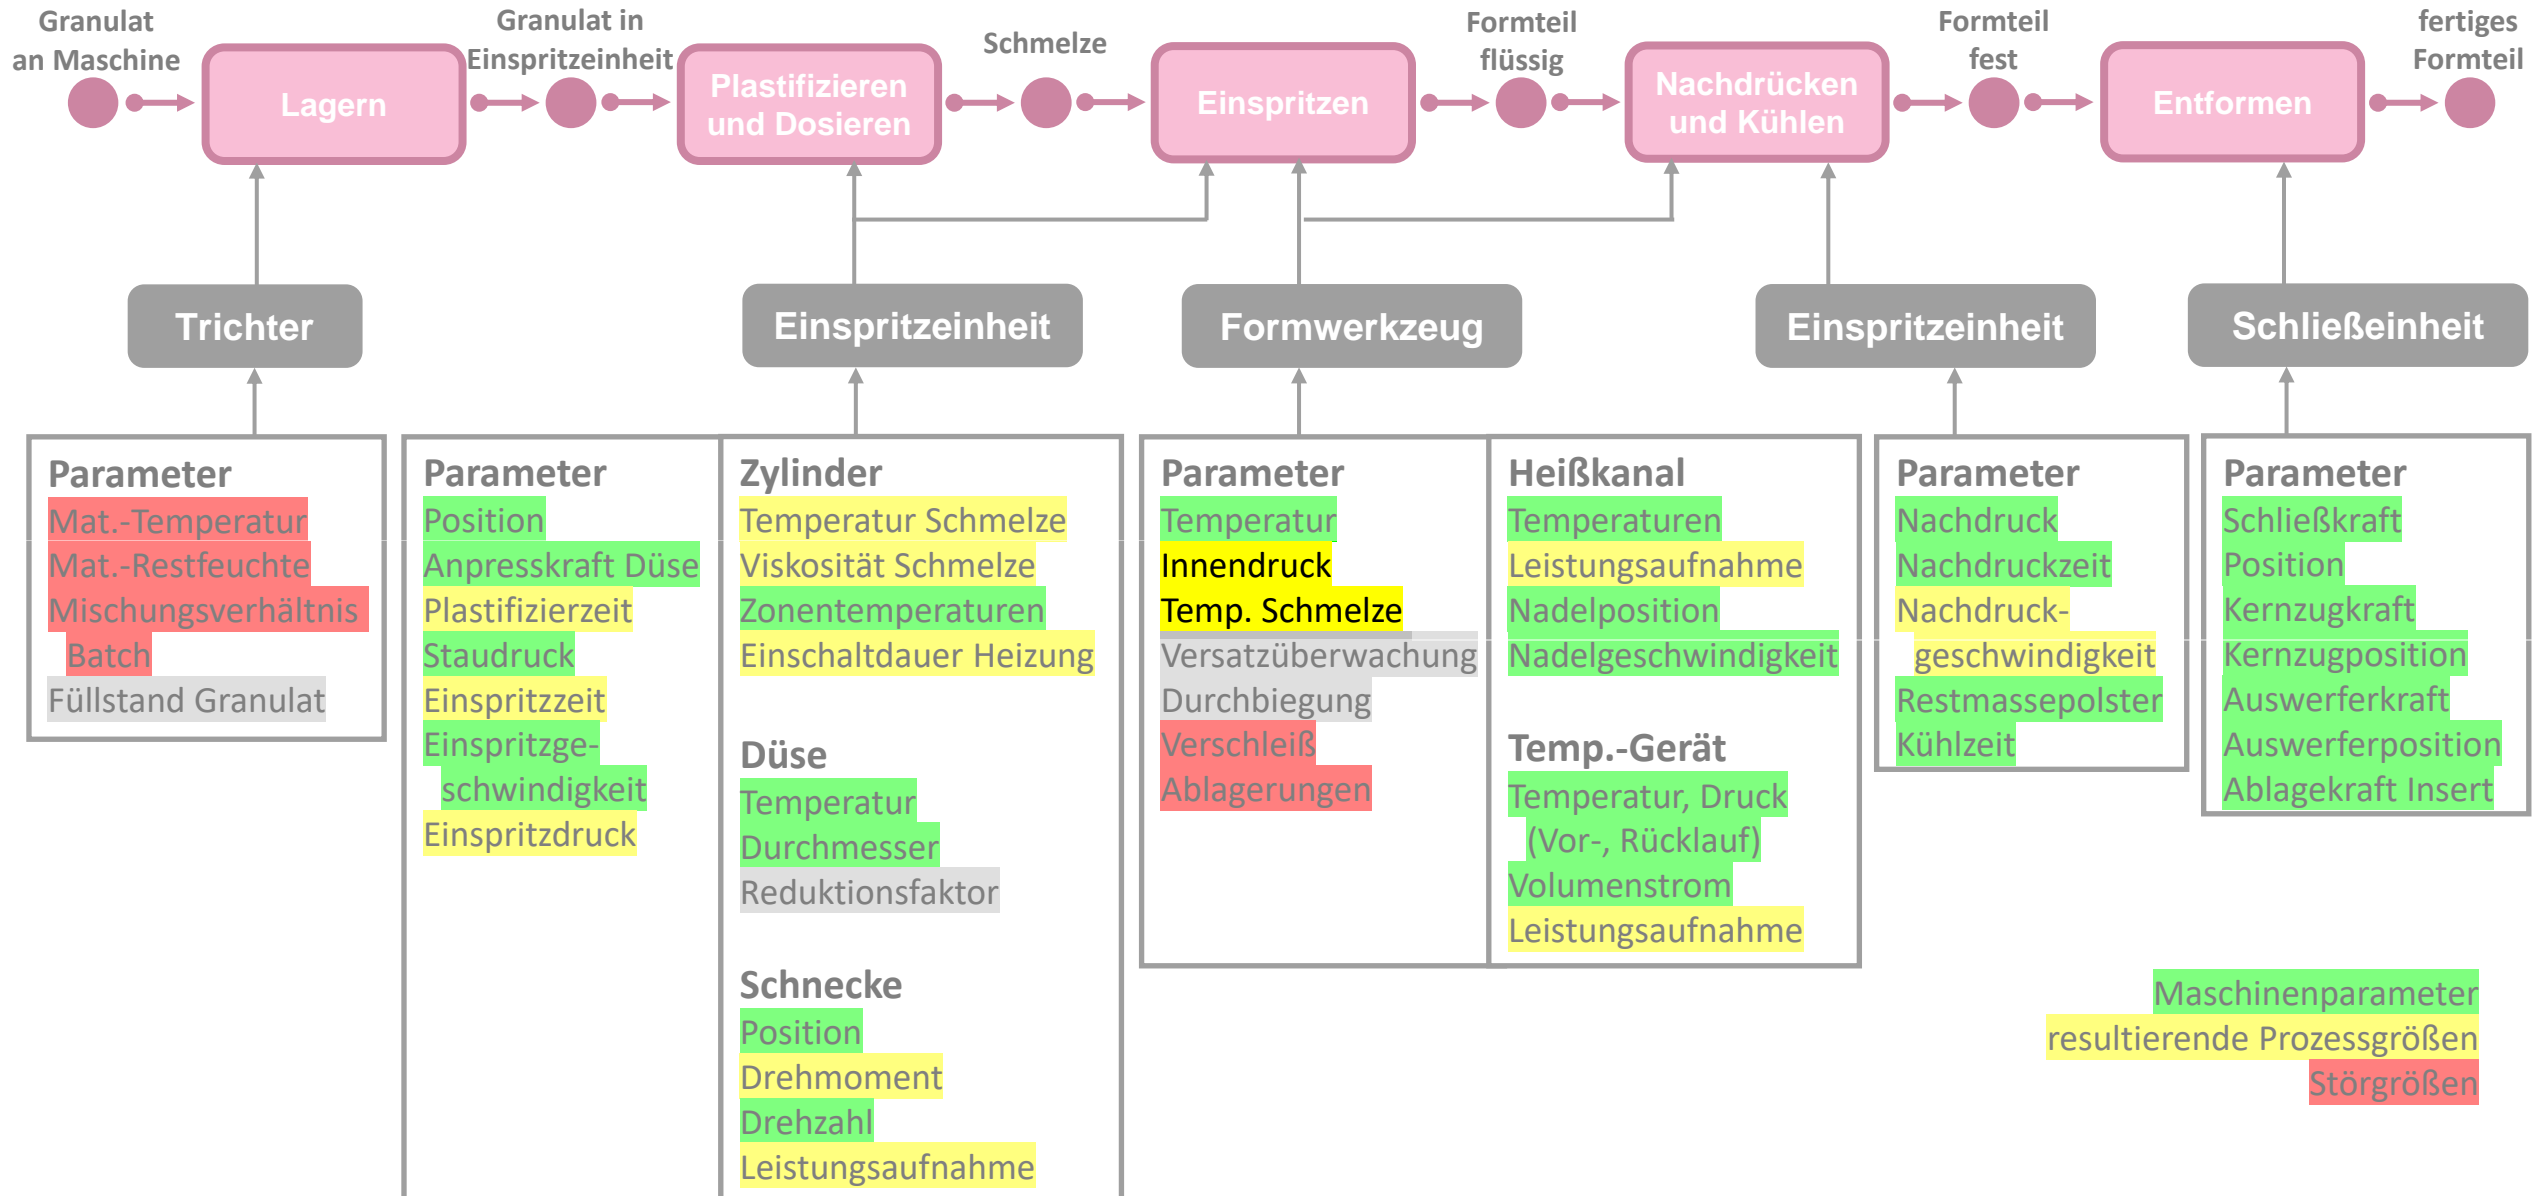 Granulat
an Maschine
Lagern
Granulat in
Einspritzeinheit
Plastifizieren
und Dosieren
Schmelze
Einspritzen
Formteil
flüssig
Nachdrücken
und Kühlen
Formteil
fest
Entformen
fertiges
Formteil
Trichter
Einspritzeinheit
Formwerkzeug
Einspritzeinheit
Schließeinheit
Parameter
Mat.-Temperatur
Mat.-Restfeuchte
Mischungsverhältnis
Batch
Füllstand Granulat
Parameter
Position
Anpresskraft Düse
Plastifizierzeit
Staudruck
Einspritzzeit
Einspritzge-
schwindigkeit
Einspritzdruck
Zylinder
Temperatur Schmelze
Viskosität Schmelze
Zonentemperaturen
Einschaltdauer Heizung
Düse
Temperatur
Durchmesser
Reduktionsfaktor
Schnecke
Position
Drehmoment
Drehzahl
Leistungsaufnahme
Parameter
Temperatur
Innendruck
Temp. Schmelze
Versatzüberwachung
Durchbiegung
Verschleiß
Ablagerungen
Heißkanal
Temperaturen
Leistungsaufnahme
Nadelposition
Nadelgeschwindigkeit
Temp.-Gerät
Temperatur, Druck
(Vor-, Rücklauf)
Volumenstrom
Leistungsaufnahme
Parameter
Nachdruck
Nachdruckzeit
Nachdruck-
geschwindigkeit
Restmassepolster
Kühlzeit
Parameter
Schließkraft
Position
Kernzugkraft
Kernzugposition
Auswerferkraft
Auswerferposition
Ablagekraft Insert
Maschinenparameter
resultierende Prozessgrößen
Störgrößen